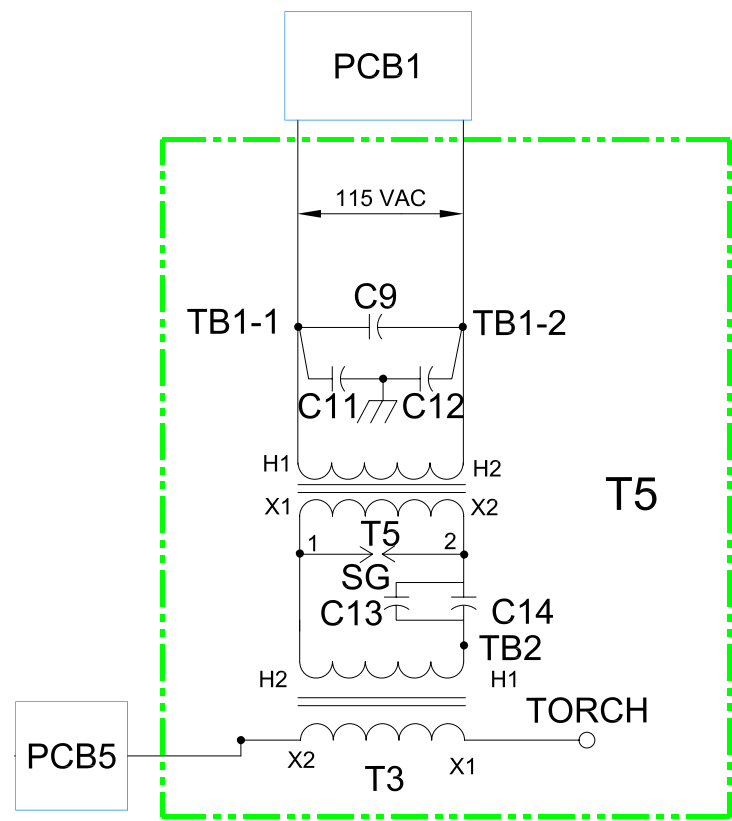 PCB1
115 VAC
C9
TB1-1
TB1-2
C11
C12
H1
H2
T5
X1
X2
T5
1
2
SG
C13
C14
TB2
H2
H1
TORCH
PCB5
X2
X1
T3